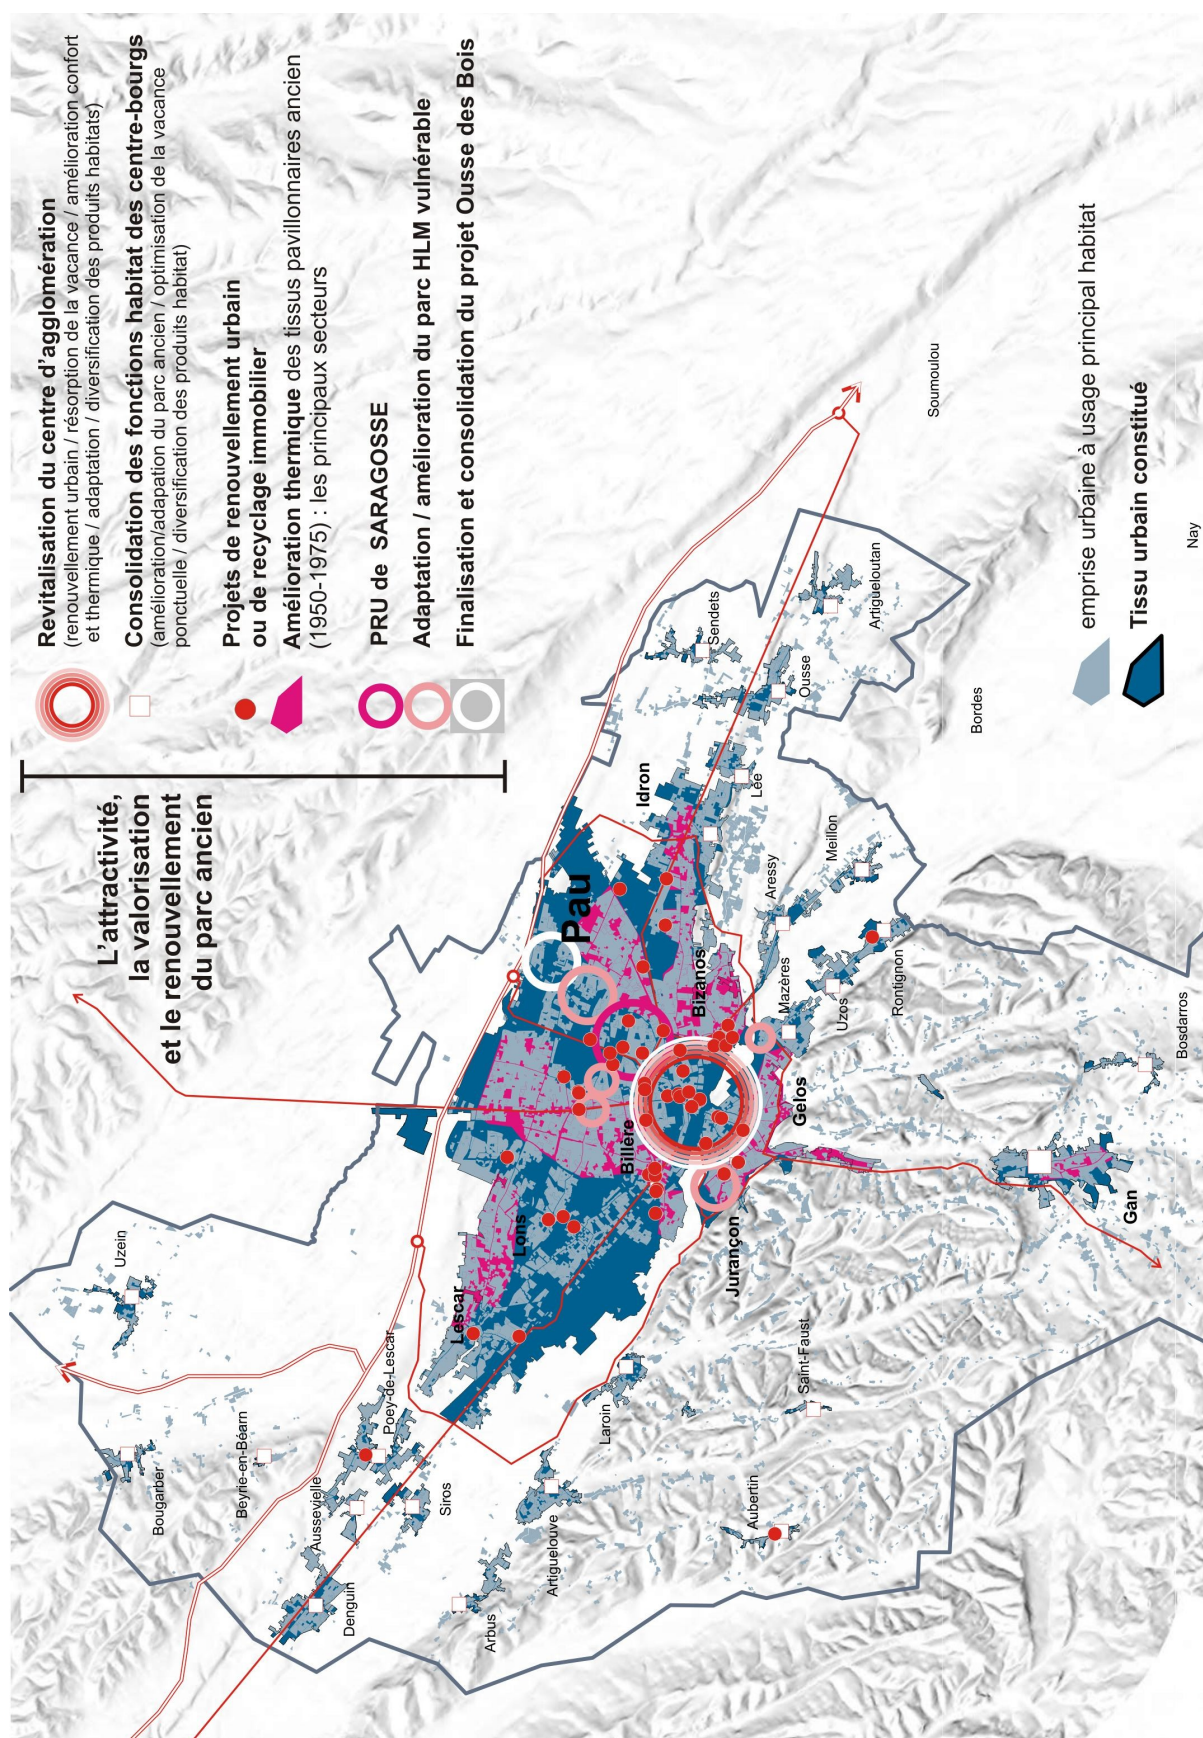 L'attractivité,
la valorisation
et le renouvellement
du parc ancien
Revitalisation du centre d'agglomération
(renouvellement urbain / résorption de la vacance / amélioration confort
et thermique / adaptation / diversification des produits habitats)
Consolidation des fonctions habitat des centre-bourgs
(amélioration/adapation du parc ancien / optimisation de la vacance
ponctuelle / diversification des produits habitat)
Projets de renouvellement urbain
ou de recyclage immobilier
Amélioration thermique des tissus pavillonnaires ancien
(1950-1975) : les principaux secteurs
PRU de SARAGOSSE
Adaptation / amélioration du parc HLM vulnérable
Finalisation et consolidation du projet Ousse des Bois
Uzein
Bougarber
Beyrie-en-Béarn
Poey-de-Lescar
Aussevielle
Denguin
Siros
Lescar
Lons
Pau
Idron
Sendets
Billère
Bizanos
Lée
Ousse
Artigueloutan
Soumoulou
Arbus
Artiguelouve
Laroin
Jurançon
Gelos
Mazères
Aressy
Meillon
Uzos
Rontignon
Bordes
Aubertin
Saint-Faust
Gan
Bosdarros
Nay
emprise urbaine à usage principal habitat
Tissu urbain constitué